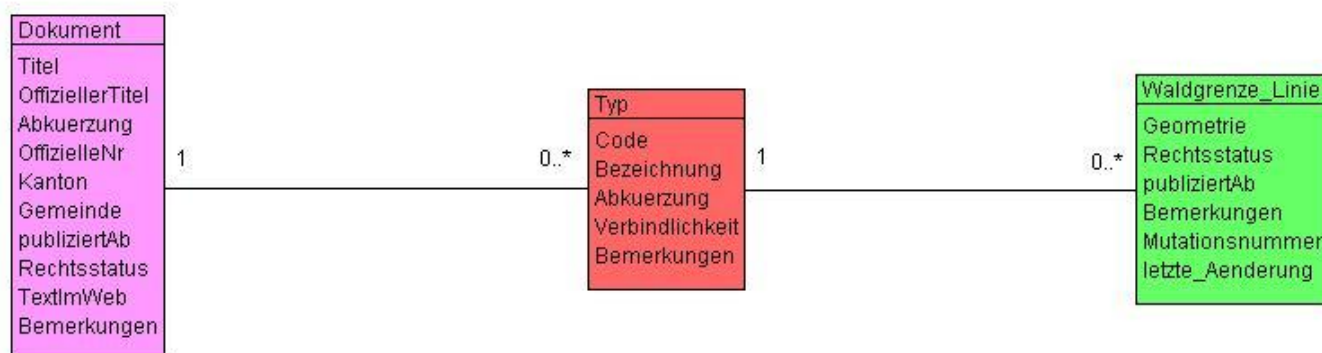 Dokument
Titel
OffiziellerTitel
Abkuerzung
OffizielleNr
Kanton
Gemeinde
publiziertAb
Rechtsstatus
TextImWeb
Bemerkungen
1
0..*
Typ
Code
Bezeichnung
Abkuerzung
Verbindlichkeit
Bemerkungen
1
0..*
Waldgrenze_Linie
Geometrie
Rechtsstatus
publiziertAb
Bemerkungen
Mutationsnummer
letzte_Aenderung